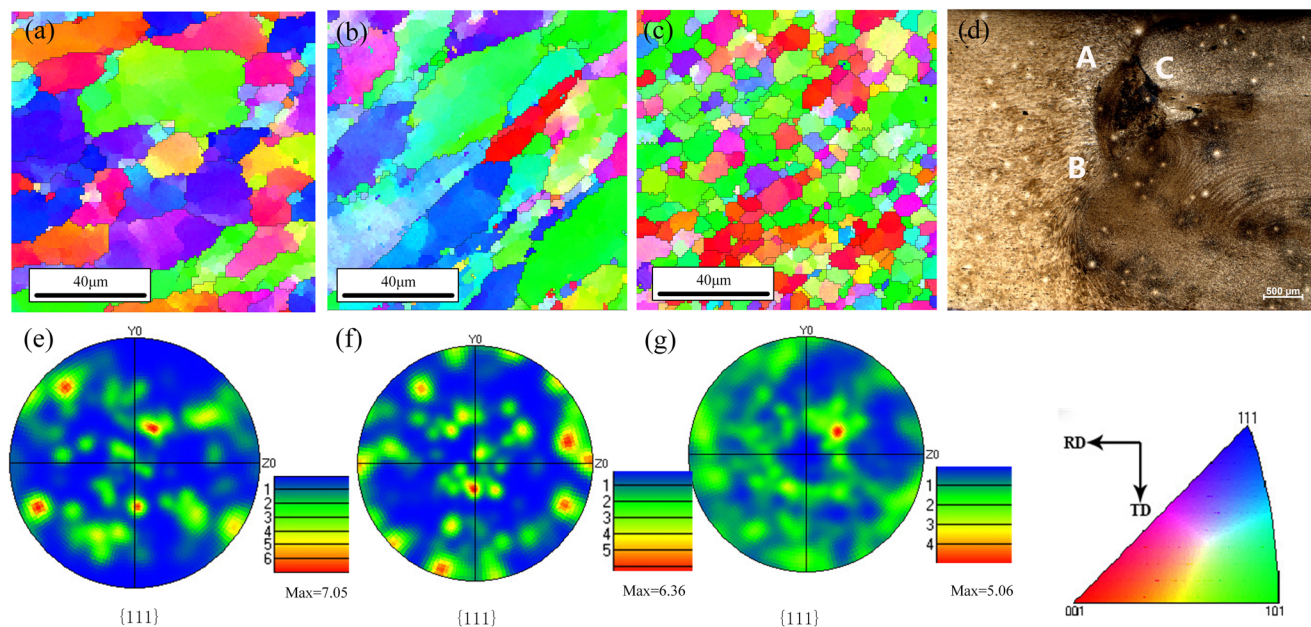 (a)
40μm
(b)
40μm
(c)
40μm
(d)
A
C
B
500 μm
(e)
Y0
Z0
1
2
3
4
5
6
Max=7.05
{111}
(f)
Y0
Z0
1
2
3
4
5
Max=6.36
{111}
(g)
Y0
Z0
1
2
3
4
Max=5.06
{111}
RD
TD
111
001
101